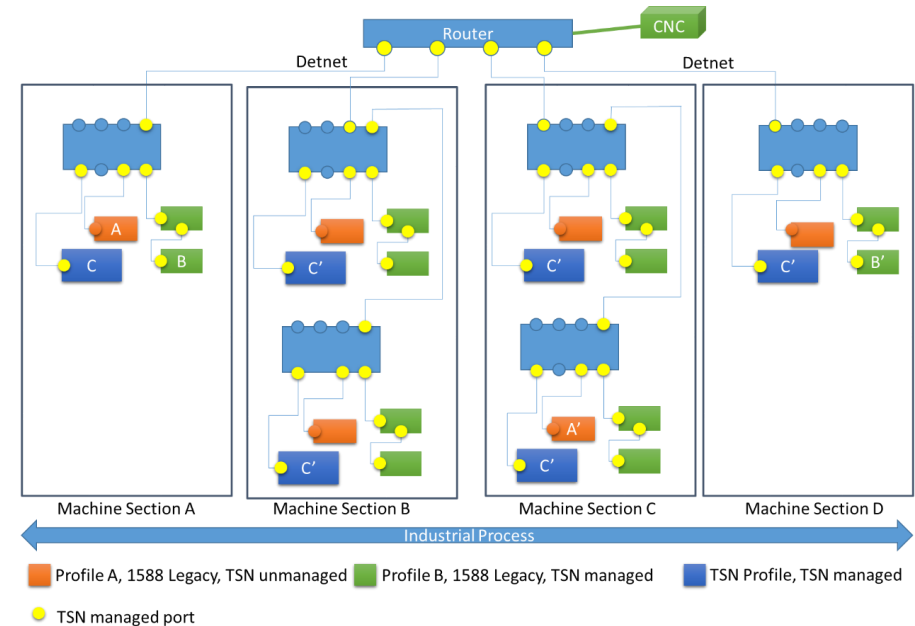 Router
CNC
Detnet
Detnet
A
C
B
C′
C′
C′
B′
C′
A′
C′
Machine Section A
Machine Section B
Machine Section C
Machine Section D
Industrial Process
Profile A, 1588 Legacy, TSN unmanaged
Profile B, 1588 Legacy, TSN managed
TSN Profile, TSN managed
TSN managed port